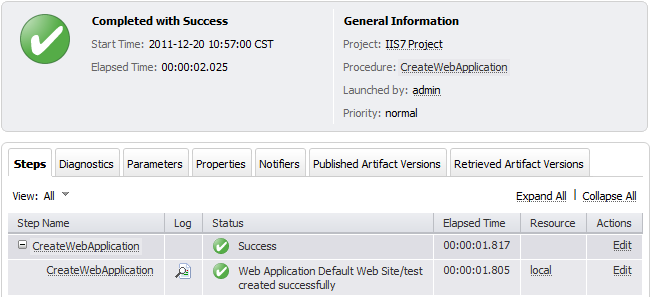 Completed with Success
Start Time: 2011-12-20 10:57:00 CST
Elapsed Time: 00:00:02.025
General Information
Project: IIS7 Project
Procedure: CreateWebApplication
Launched by: admin
Priority: normal
Steps Diagnostics Parameters Properties Notifiers Published Artifact Versions Retrieved Artifact Versions
View: All Expand All Collapse All
Step Name Log Status Elapsed Time Resource Actions
CreateWebApplication Success 00:00:01.817 Edit
CreateWebApplication Web Application Default Web Site/test 00:00:01.805 local Edit
created successfully